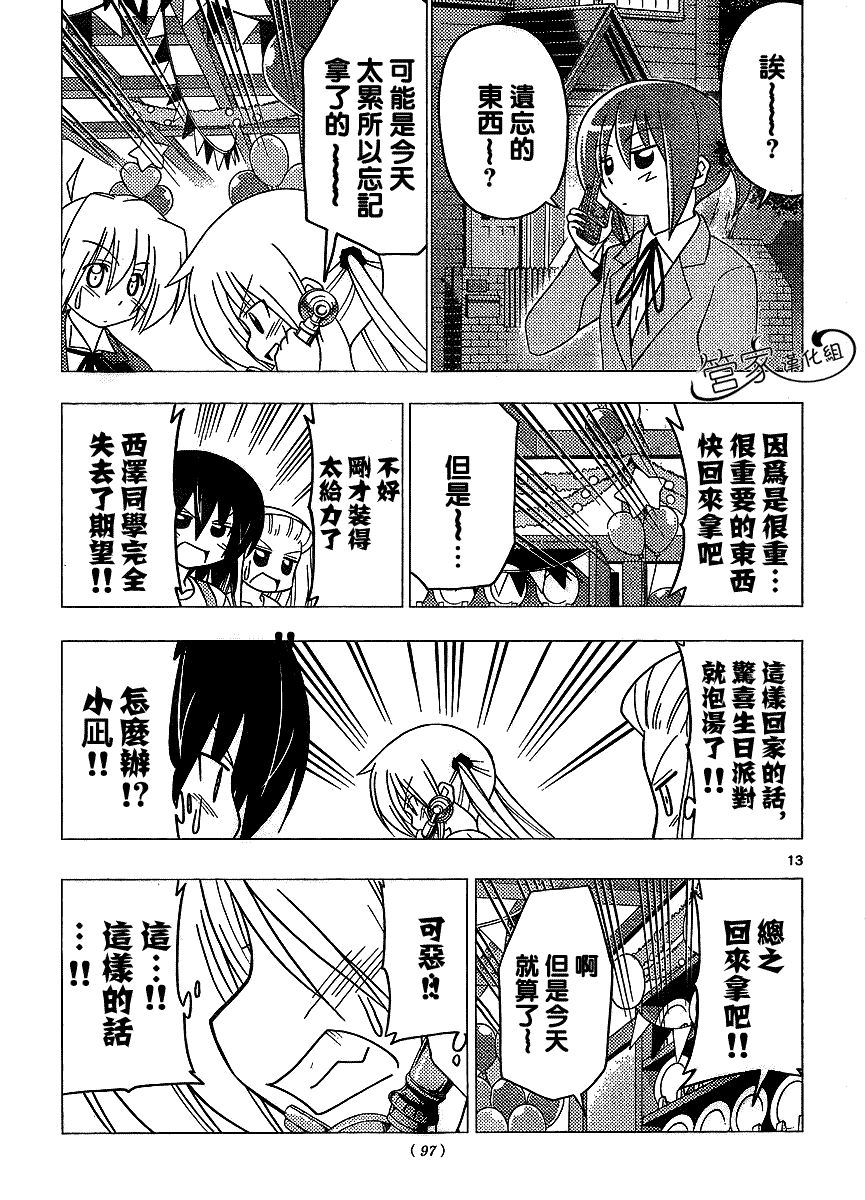 誒～～～～？
遺忘的
東西～？
可能是今天
太累所以忘記
拿了的～～～～
管家漢化組
因為是很重…
很重要的東西
快回來拿吧
但是～…
不好
剛才裝得
太給力了
西澤同學完全
失去了期望!!
這樣回家的話，
驚喜生日派對
就泡湯了!!
!!
怎麼辦!?
小凪!!
13
總之
回來拿吧!!
啊
但是今天
就算了～
可惡!!
這…!!
這樣的話
…!!
(97)